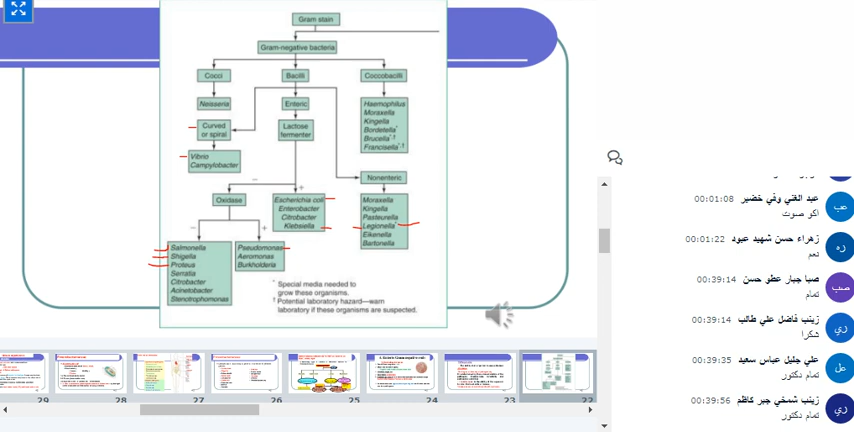 Gram stain
Gram-negative bacteria
Cocci
Bacilli
Coccobacilli
Neisseria
Enteric
Haemophilus
Moraxella
Kingella
Bordetella*
Brucella*,†
Francisella*,†
Curved
or spiral
Lactose
fermenter
Vibrio
Campylobacter
Nonenteric
−
+
Oxidase
Escherichia coli
Enterobacter
Citrobacter
Klebsiella
Moraxella
Kingella
Pasteurella
Legionella*
Eikenella
Bartonella
−
+
Salmonella
Shigella
Proteus
Serratia
Citrobacter
Acinetobacter
Stenotrophomonas
Pseudomonas
Aeromonas
Burkholderia
* Special media needed to
grow these organisms.
† Potential laboratory hazard—warn
laboratory if these organisms are suspected.
29
28
27
26
25
24
23
22
عبد الغني وفي خضير 00:01:08
اكو صوت
عب
زهراء حسن شهيد عبود 00:01:22
نعم
زه
صبا جبار عطو حسن 00:39:14
تمام
صب
زينب فاضل علي طالب 00:39:14
شكرا
زي
علي جليل عباس سعيد 00:39:35
تمام دكتور
عل
زينب شمخي جبر كاظم 00:39:56
تمام دكتور
زي